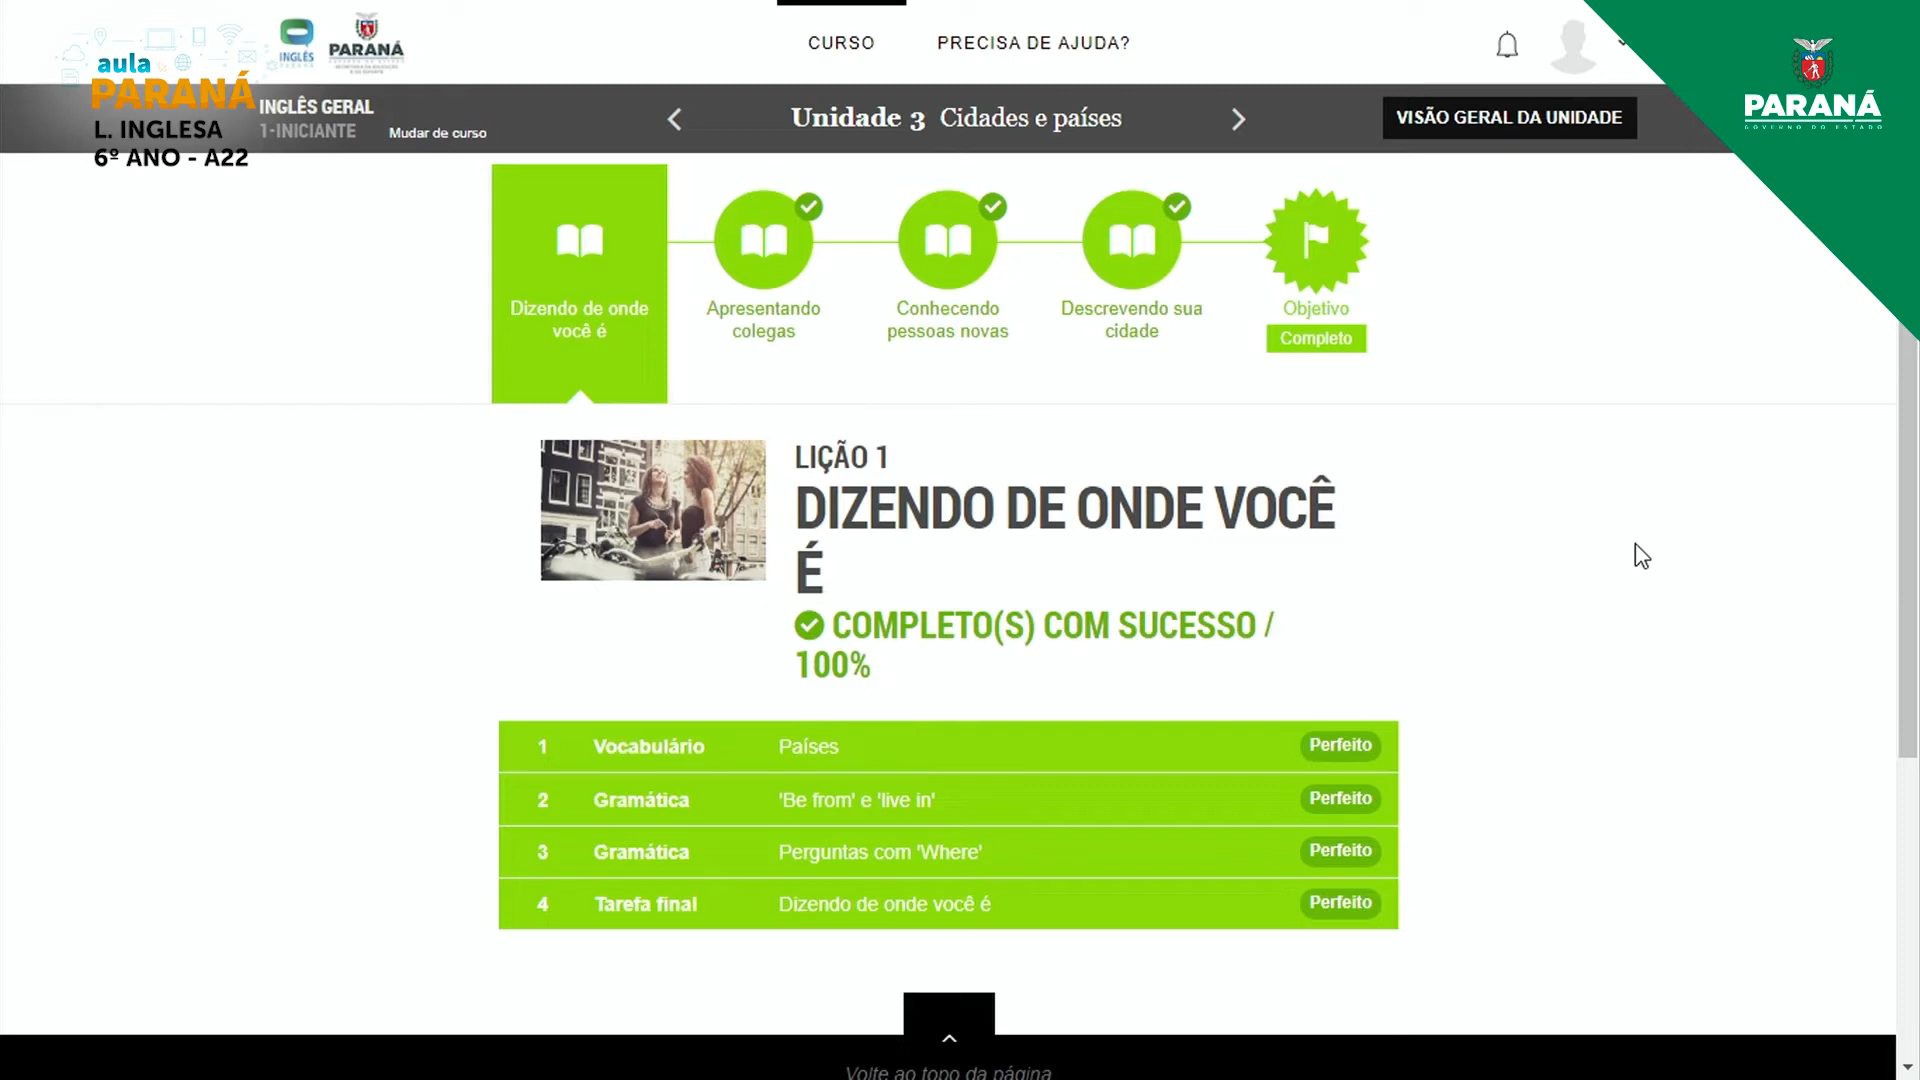 CURSO
PRECISA DE AJUDA?
INGLÊS
PARANÁ
aula
PARANÁ
L. INGLESA
6º ANO - A22
INGLÊS GERAL
1-INICIANTE
Mudar de curso
Unidade 3 Cidades e países
VISÃO GERAL DA UNIDADE
PARANÁ
GOVERNO DO ESTADO
Dizendo de onde
você é
Apresentando
colegas
Conhecendo
pessoas novas
Descrevendo sua
cidade
Objetivo
Completo
LIÇÃO 1
DIZENDO DE ONDE VOCÊ
É
COMPLETO(S) COM SUCESSO /
100%
1 Vocabulário Países Perfeito
2 Gramática 'Be from' e 'live in' Perfeito
3 Gramática Perguntas com 'Where' Perfeito
4 Tarefa final Dizendo de onde você é Perfeito
Volte ao topo da página